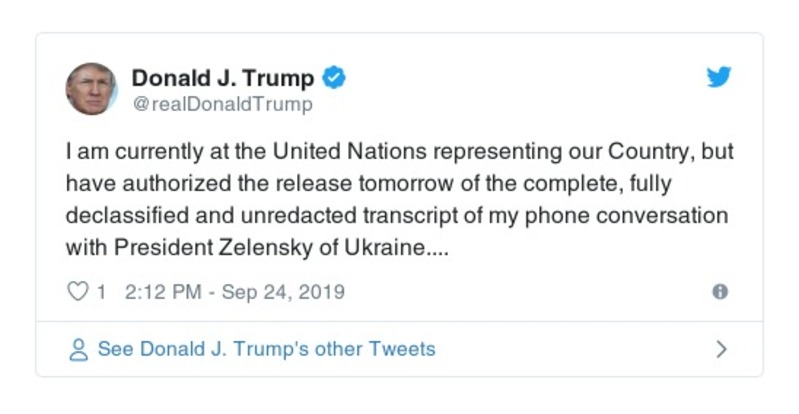 Donald J. Trump
@realDonaldTrump
I am currently at the United Nations representing our Country, but
have authorized the release tomorrow of the complete, fully
declassified and unredacted transcript of my phone conversation
with President Zelensky of Ukraine....
1 2:12 PM - Sep 24, 2019
See Donald J. Trump's other Tweets